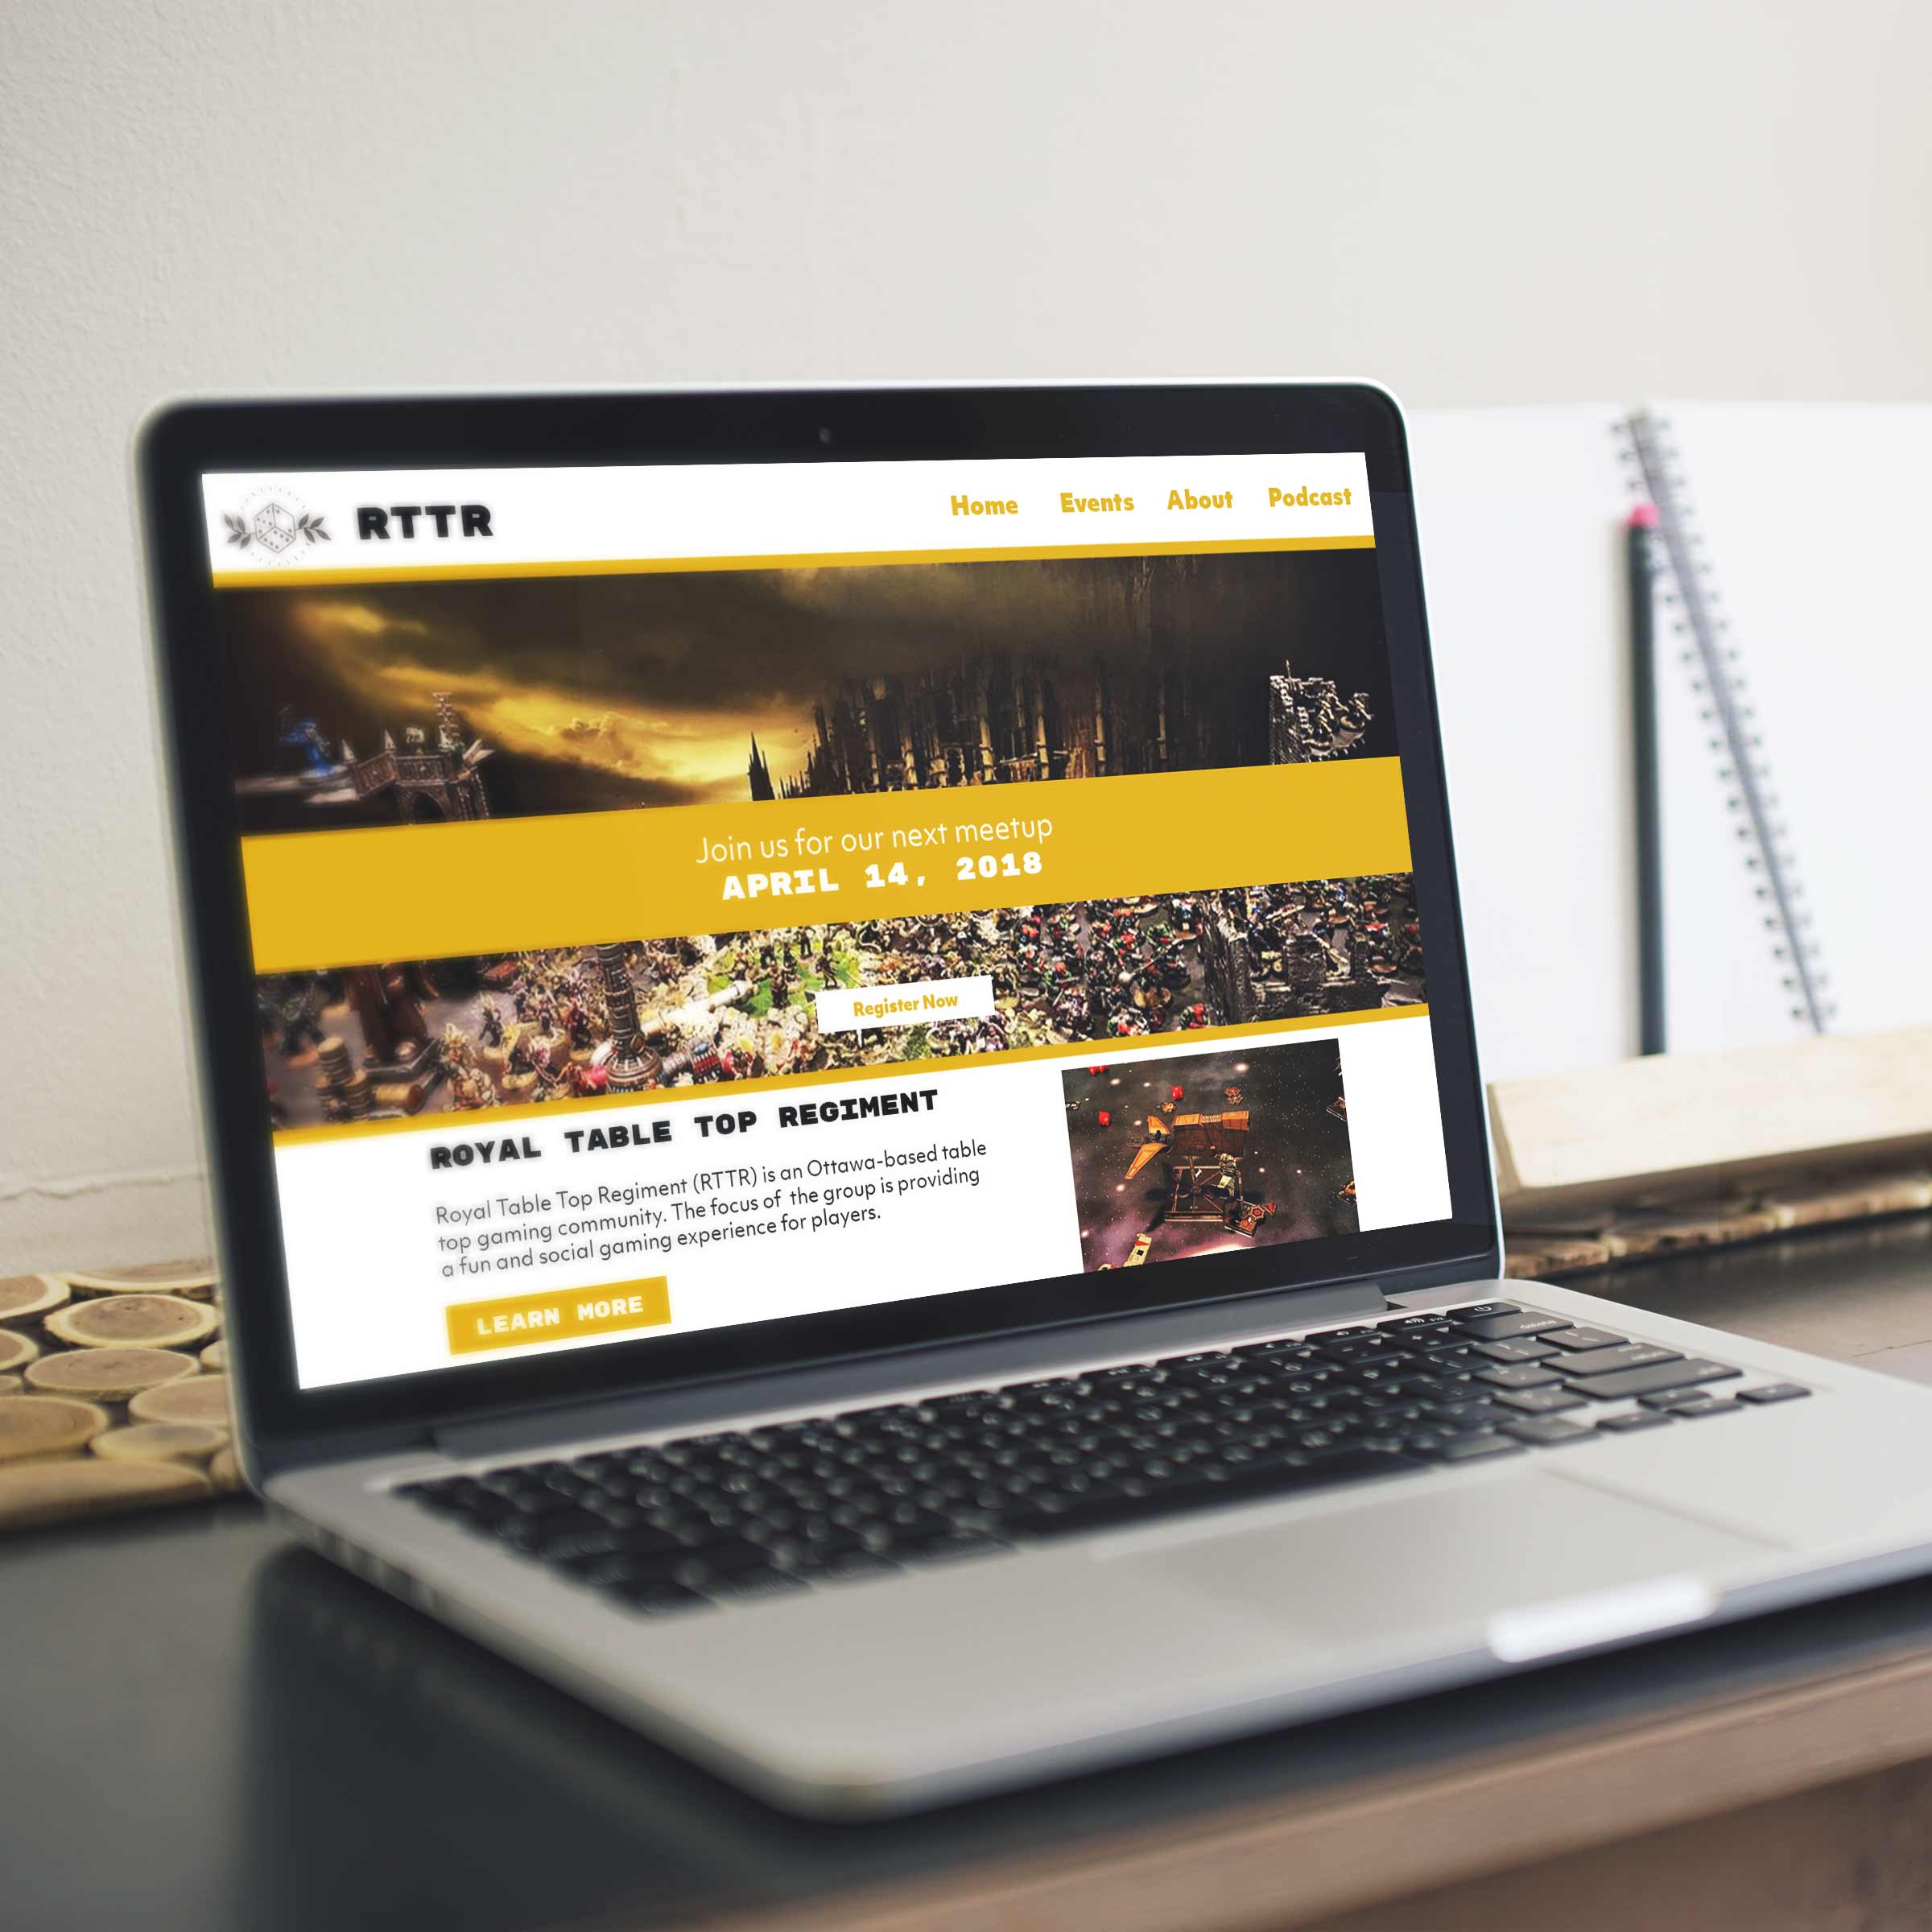 RTTR
Home Events About Podcast
Join us for our next meetup
APRIL 14, 2018
Register Now
ROYAL TABLE TOP REGIMENT
Royal Table Top Regiment (RTTR) is an Ottawa-based table
top gaming community. The focus of the group is providing
a fun and social gaming experience for players.
LEARN MORE
delete